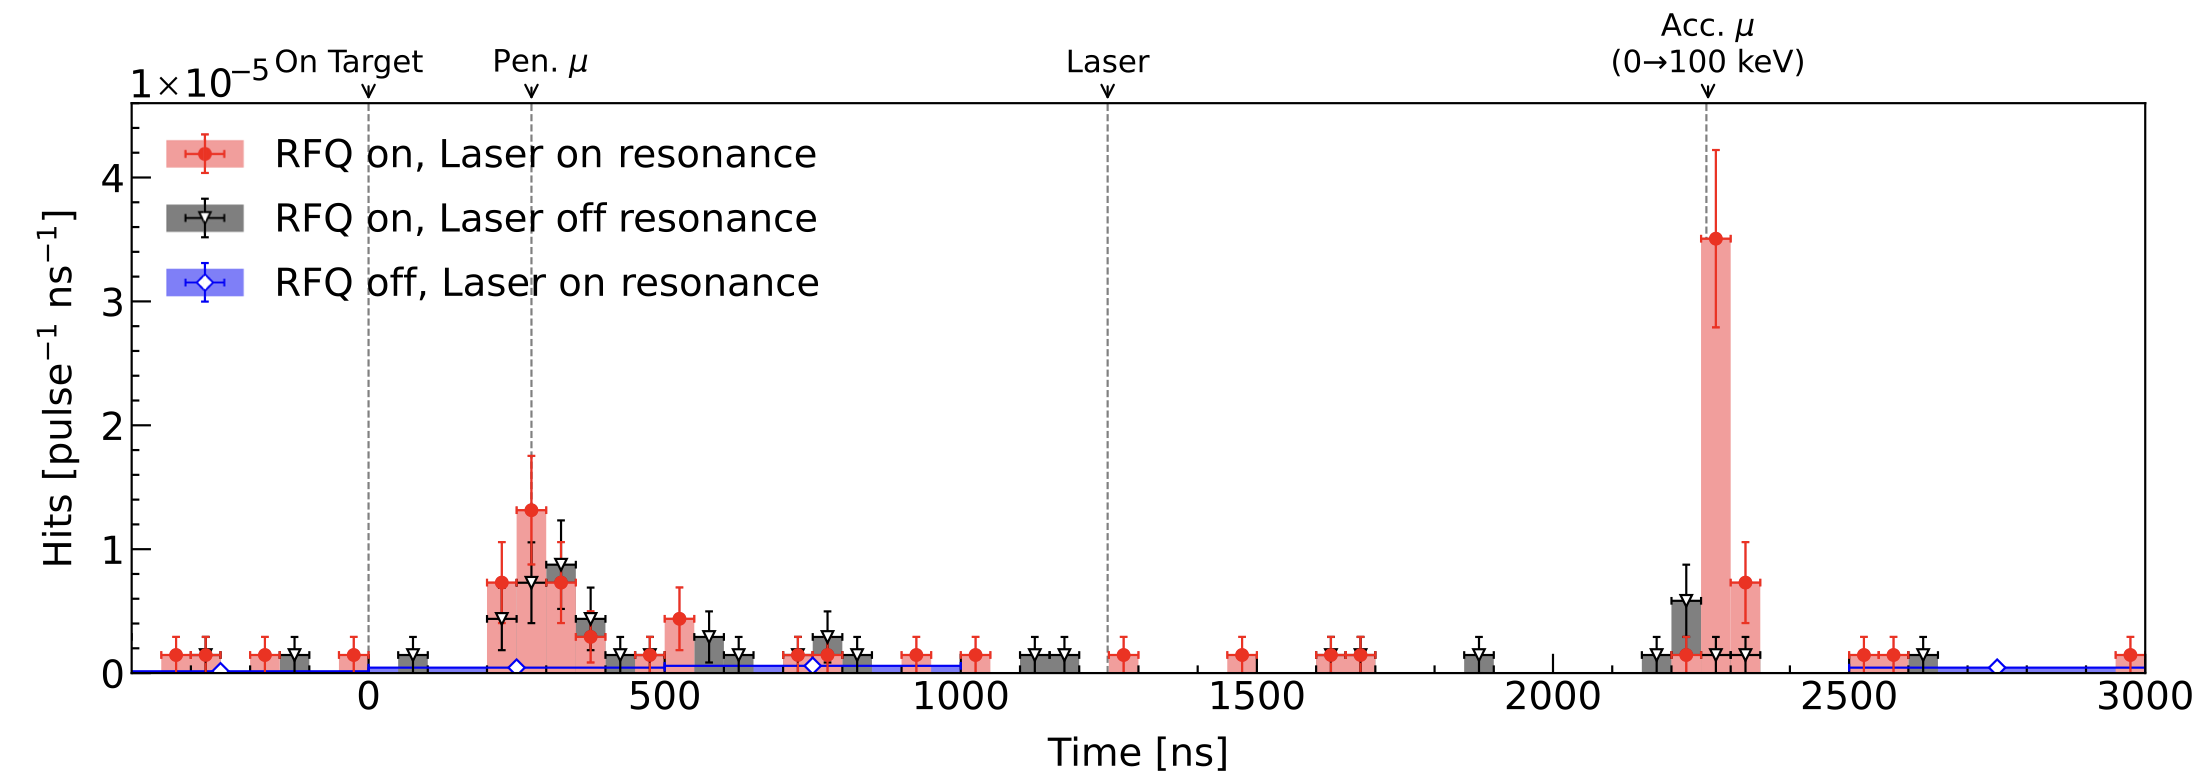 Acc. μ
1×10⁻⁵ On Target Pen. μ Laser (0→100 keV)
RFQ on, Laser on resonance
RFQ on, Laser off resonance
RFQ off, Laser on resonance
Hits [pulse⁻¹ ns⁻¹]
4
3
2
1
0
0 500 1000 1500 2000 2500 3000
Time [ns]